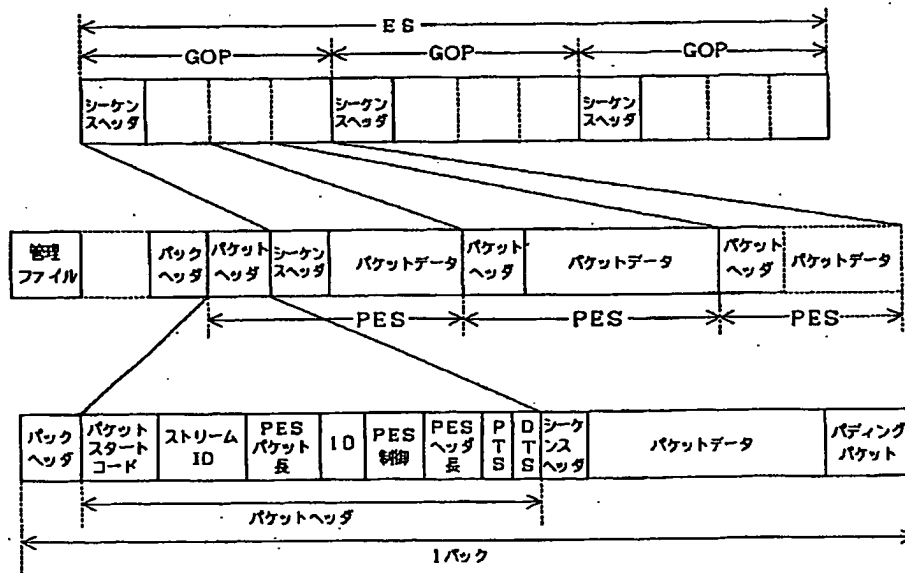 ES
GOP GOP GOP
シーケンスヘッダ シーケンスヘッダ シーケンスヘッダ
管理ファイル パックヘッダ パケットヘッダ シーケンスヘッダ パケットデータ パケットヘッダ パケットデータ パケットヘッダ パケットデータ
PES PES PES
パックヘッダ パケットスタートコード ストリームID PESパケット長 10 PES制御 PESヘッダ長 PTS DTS シーケンスヘッダ パケットデータ パディングパケット
パケットヘッダ
1パック